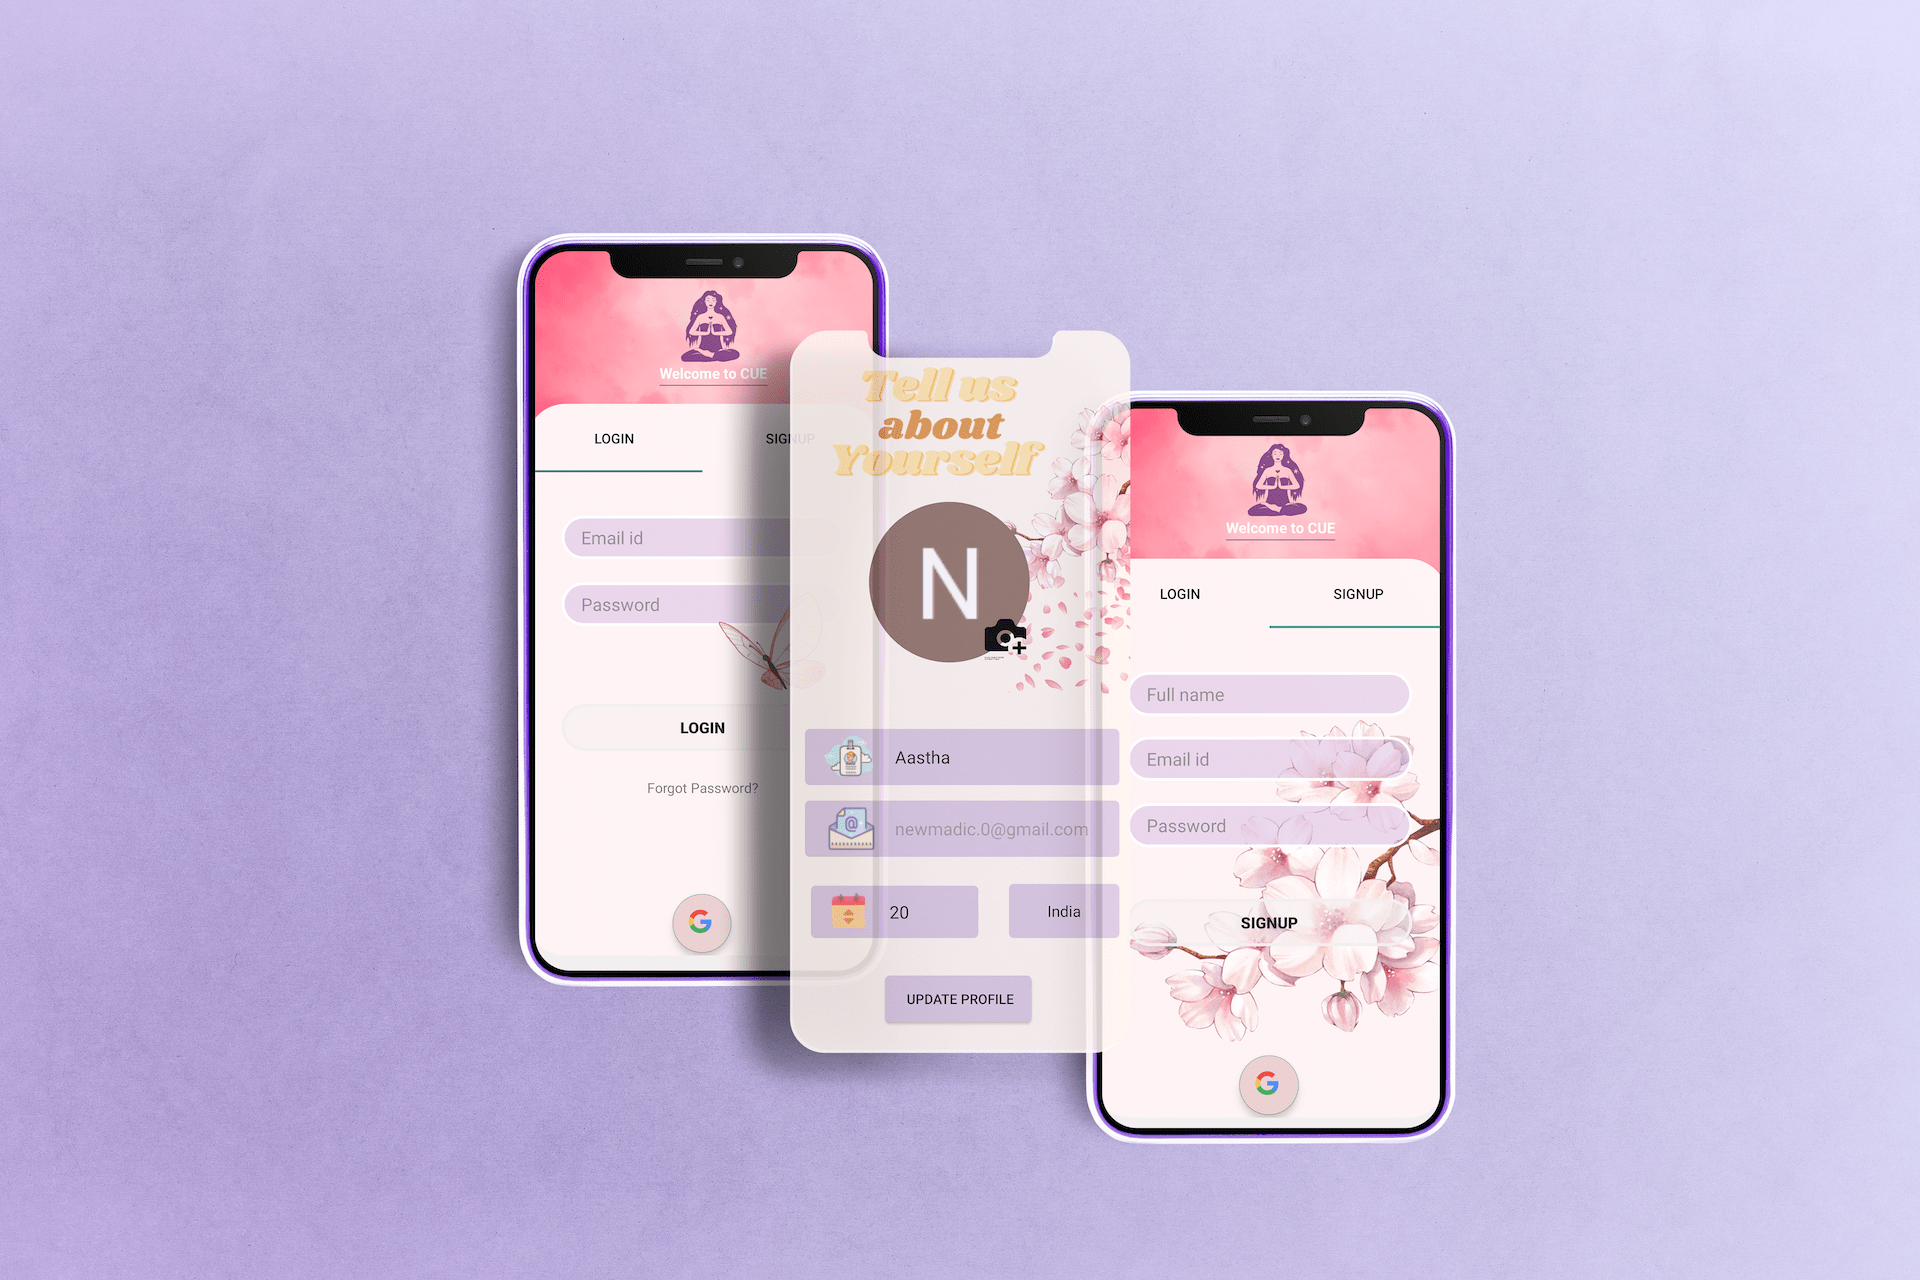 Welcome to CUE
LOGIN
SIGNUP
Email id
Password
LOGIN
Forgot Password?
Tell us
about
Yourself
N
Aastha
newmadic.0@gmail.com
20
India
UPDATE PROFILE
Welcome to CUE
LOGIN
SIGNUP
Full name
Email id
Password
SIGNUP